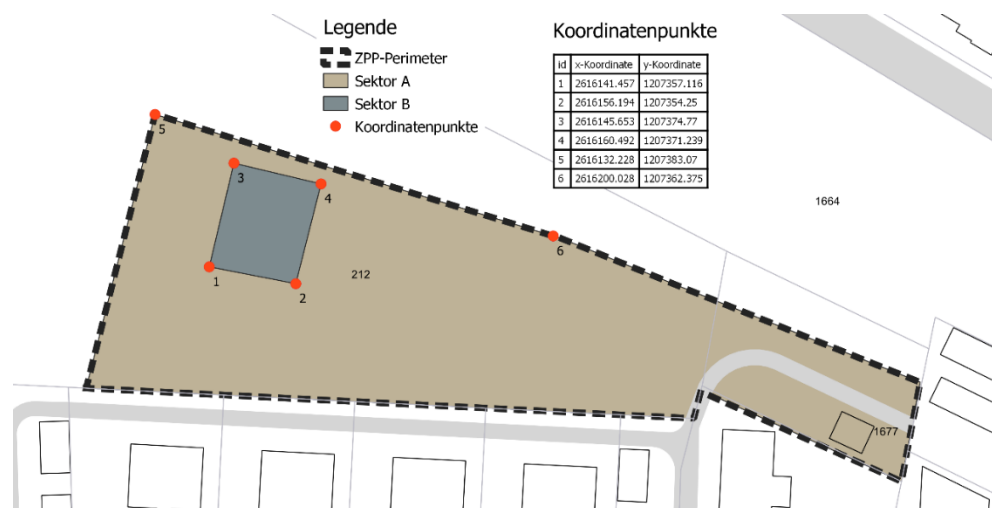 Legende
ZPP-Perimeter
Sektor A
Sektor B
Koordinatenpunkte
Koordinatenpunkte
id x-Koordinate y-Koordinate
1 2616141.457 1207357.116
2 2616156.194 1207354.25
3 2616145.653 1207374.77
4 2616160.492 1207371.239
5 2616132.228 1207383.07
6 2616200.028 1207362.375
5
3
4
1664
6
1
212
2
1677